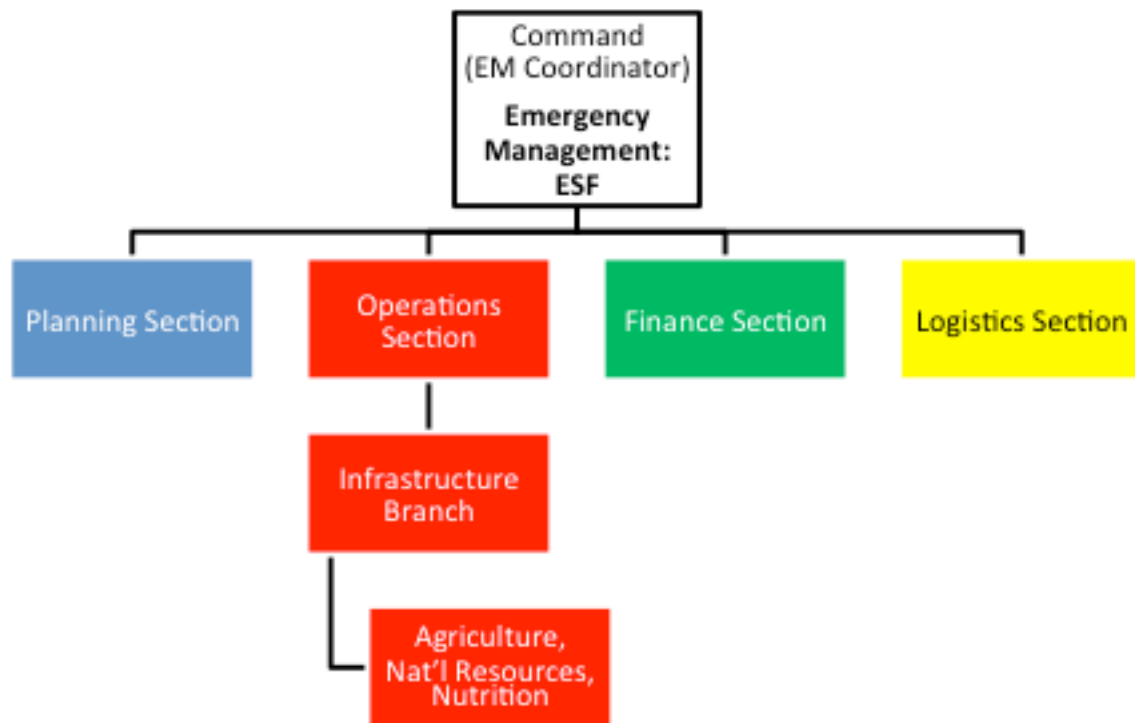 Command
(EM Coordinator)
Emergency
Management:
ESF
Planning Section
Operations
Section
Finance Section
Logistics Section
Infrastructure
Branch
Agriculture,
Nat’l Resources,
Nutrition